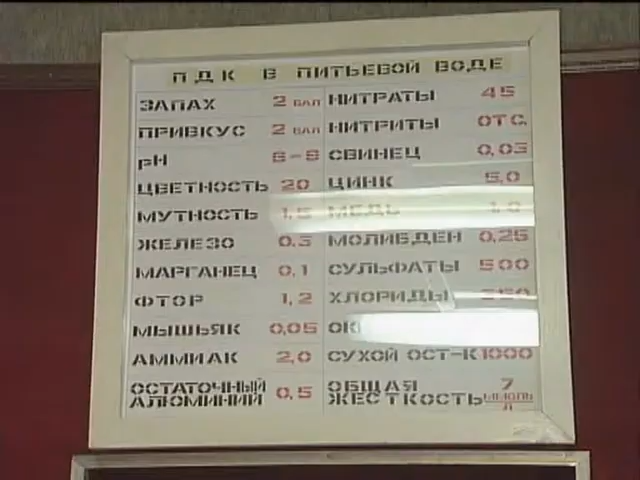 ПДК В ПИТЬЕВОЙ ВОДЕ
ЗАПАХ 2 БАЛ
ПРИВКУС 2 БАЛ
pH 6-9
ЦВЕТНОСТЬ 20
МУТНОСТЬ 1,5
ЖЕЛЕЗО 0,3
МАРГАНЕЦ 0,1
ФТОР 1,2
МЫШЬЯК 0,05
АММИАК 2,0
ОСТАТОЧНЫЙ
АЛЮМИНИЙ 0,5
НИТРАТЫ 45
НИТРИТЫ ОТС.
СВИНЕЦ 0,03
ЦИНК 5,0
МЕДЬ 1,0
МОЛИБДЕН 0,25
СУЛЬФАТЫ 500
ХЛОРИДЫ 350
СУХОЙ ОСТ-К 1000
ОБЩАЯ
ЖЕСТКОСТЬ 7 ММОЛЬ
Л